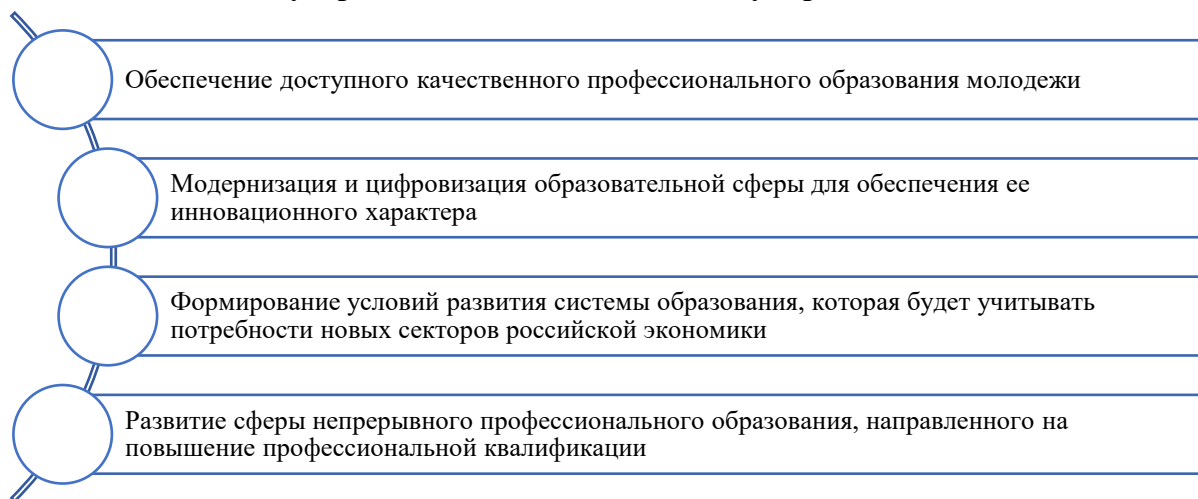 Обеспечение доступного качественного профессионального образования молодежи
Модернизация и цифровизация образовательной сферы для обеспечения ее
инновационного характера
Формирование условий развития системы образования, которая будет учитывать
потребности новых секторов российской экономики
Развитие сферы непрерывного профессионального образования, направленного на
повышение профессиональной квалификации